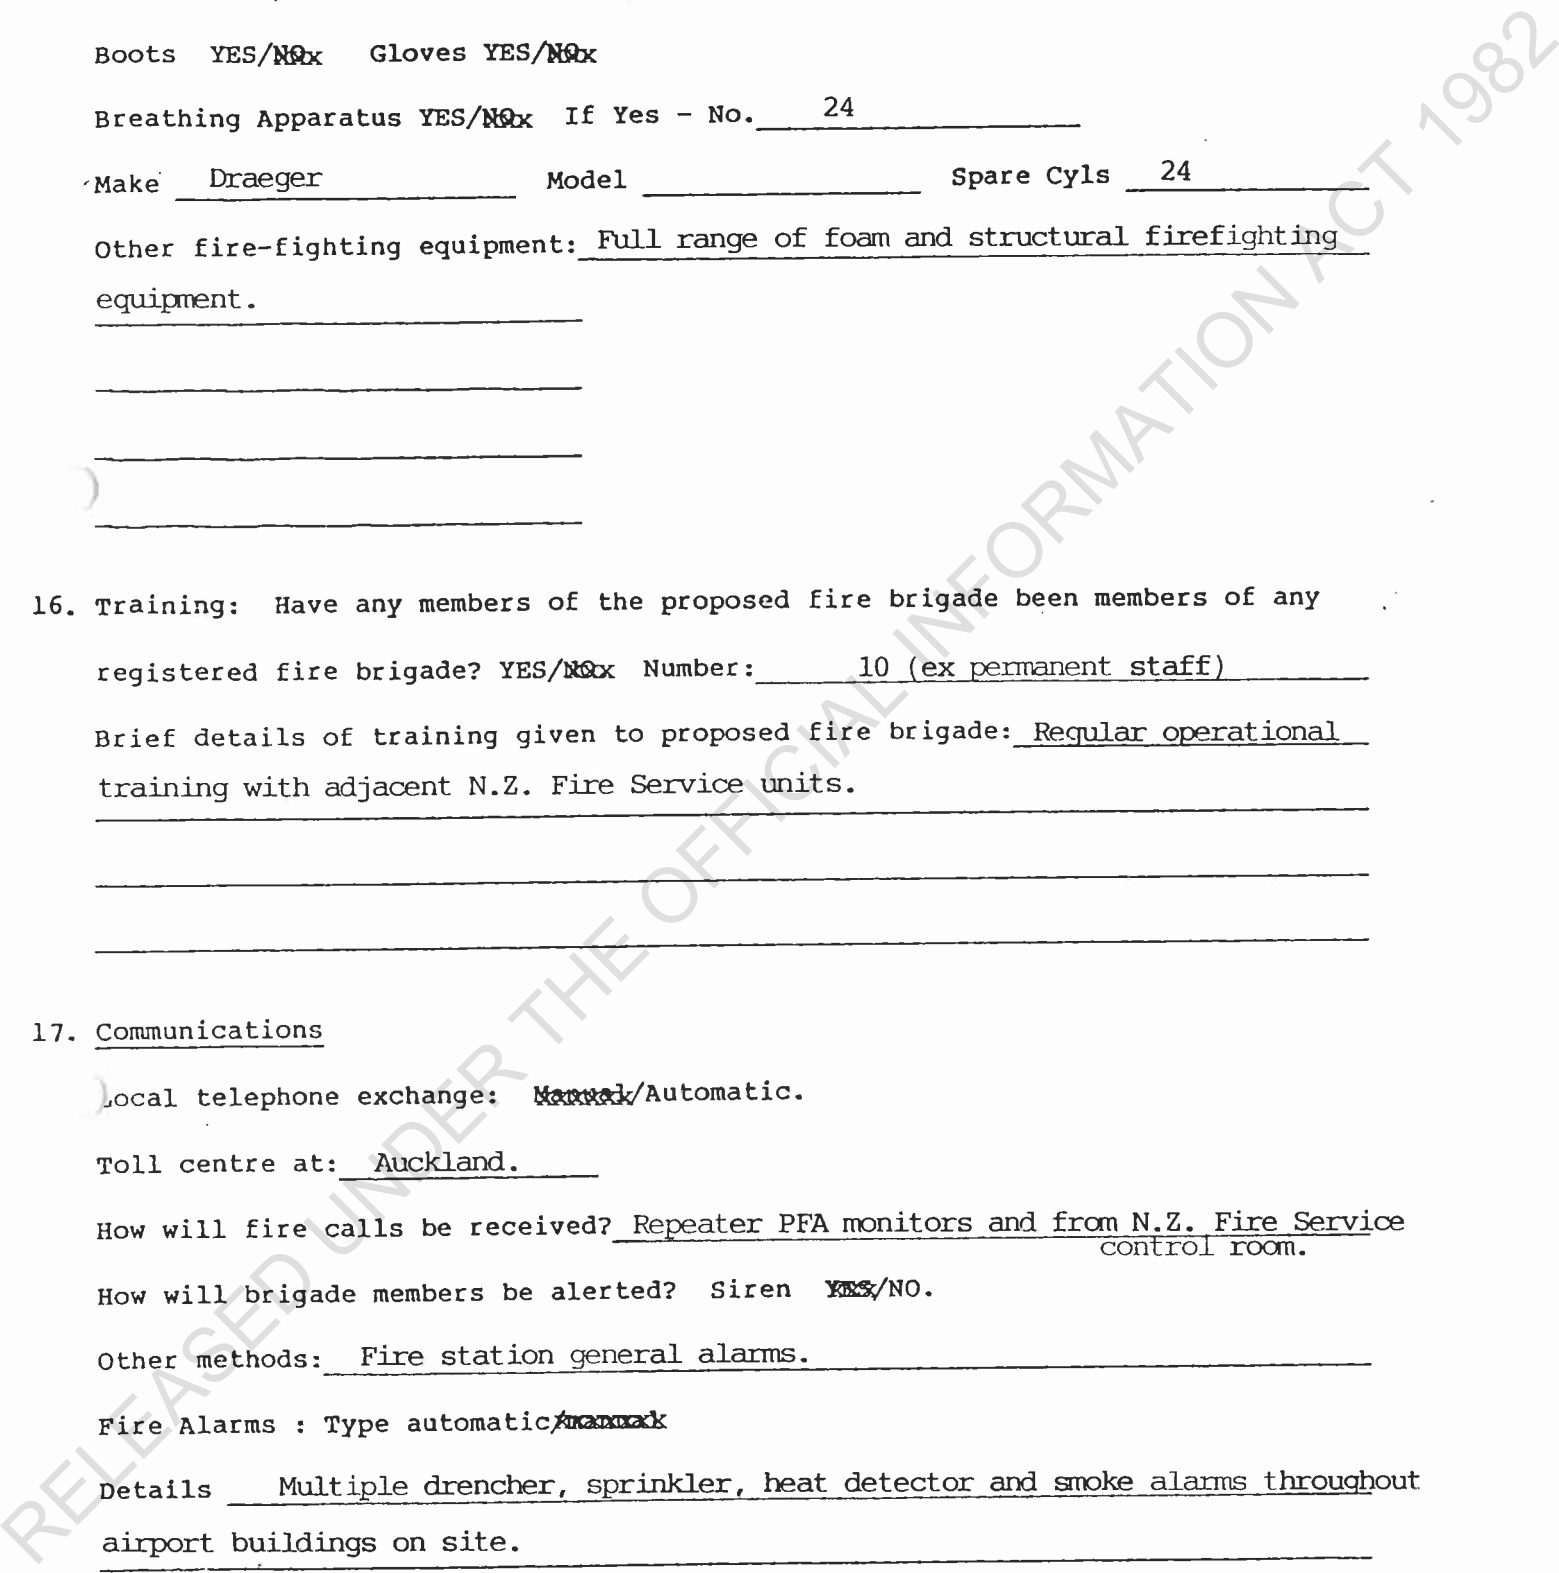 Boots YES/NOx Gloves YES/NOx
Breathing Apparatus YES/NOx If Yes - No. 24
Make Draeger Model Spare Cyls 24
Other fire-fighting equipment: Full range of foam and structural firefighting
equipment.
16. Training: Have any members of the proposed fire brigade been members of any
registered fire brigade? YES/NOx Number: 10 (ex permanent staff)
Brief details of training given to proposed fire brigade: Regular operational
training with adjacent N.Z. Fire Service units.
17. Communications
Local telephone exchange: Manual/Automatic.
Toll centre at: Auckland.
How will fire calls be received? Repeater PFA monitors and from N.Z. Fire Service
control room.
How will brigade members be alerted? Siren YES/NO.
Other methods: Fire station general alarms.
Fire Alarms : Type automatic/manual
Details Multiple drencher, sprinkler, heat detector and smoke alarms throughout
airport buildings on site.
RELEASED UNDER THE OFFICIAL INFORMATION ACT 1982